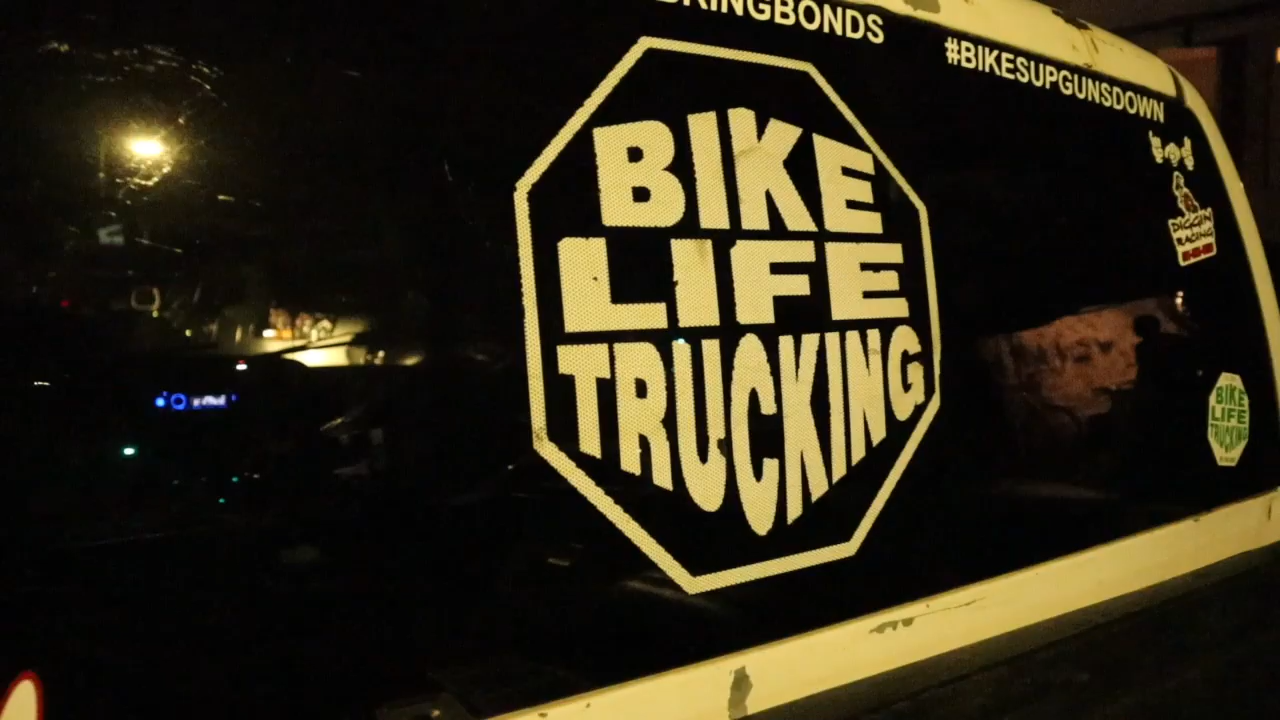 RINGBONDS
#BIKESUPGUNSDOWN
BIKE
LIFE
TRUCKING
DIGGIN
RACING
BIKE
LIFE
TRUCKING